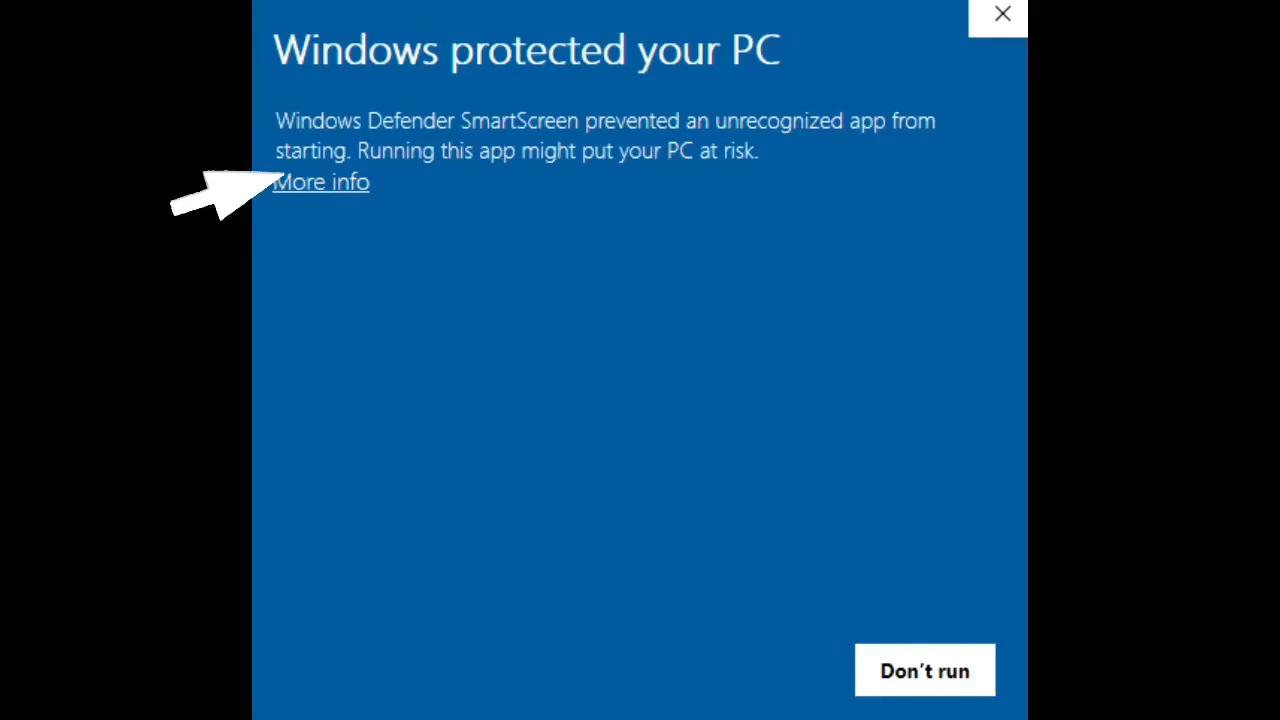 Windows protected your PC
Windows Defender SmartScreen prevented an unrecognized app from
starting. Running this app might put your PC at risk.
More info
Don’t run